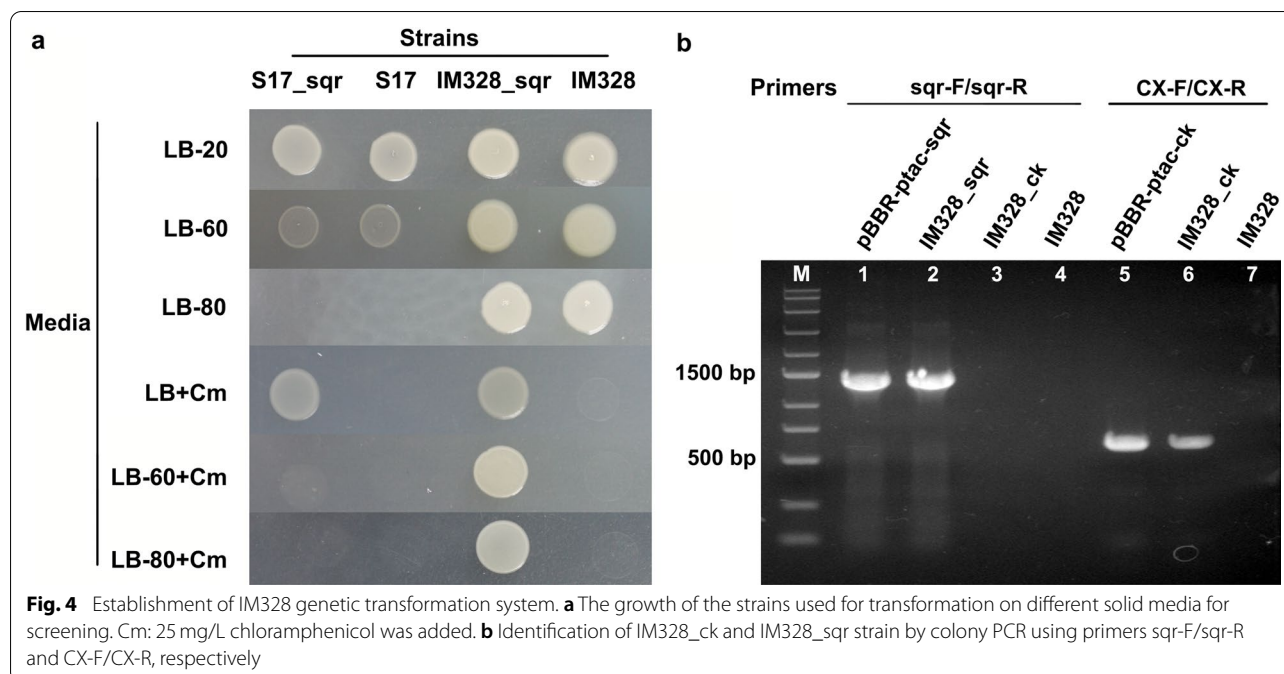 a
Strains
S17_sqr S17 IM328_sqr IM328
Media
LB-20
LB-60
LB-80
LB+Cm
LB-60+Cm
LB-80+Cm
b
Primers sqr-F/sqr-R CX-F/CX-R
pBBR-ptac-sqr
IM328_sqr
IM328_ck
IM328
pBBR-ptac-ck
IM328_ck
IM328
M 1 2 3 4 5 6 7
1500 bp
500 bp
Fig. 4 Establishment of IM328 genetic transformation system. a The growth of the strains used for transformation on different solid media for
screening. Cm: 25 mg/L chloramphenicol was added. b Identification of IM328_ck and IM328_sqr strain by colony PCR using primers sqr-F/sqr-R
and CX-F/CX-R, respectively